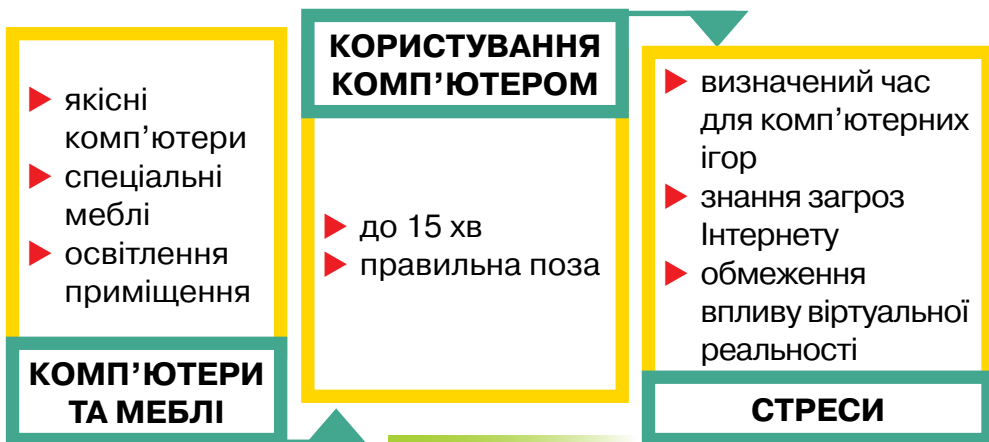 якісні
комп’ютери
спеціальні
меблі
освітлення
приміщення
КОМП’ЮТЕРИ
ТА МЕБЛІ
КОРИСТУВАННЯ
КОМП’ЮТЕРОМ
до 15 хв
правильна поза
визначений час
для комп’ютерних
ігор
знання загроз
Інтернету
обмеження
впливу віртуальної
реальності
СТРЕСИ